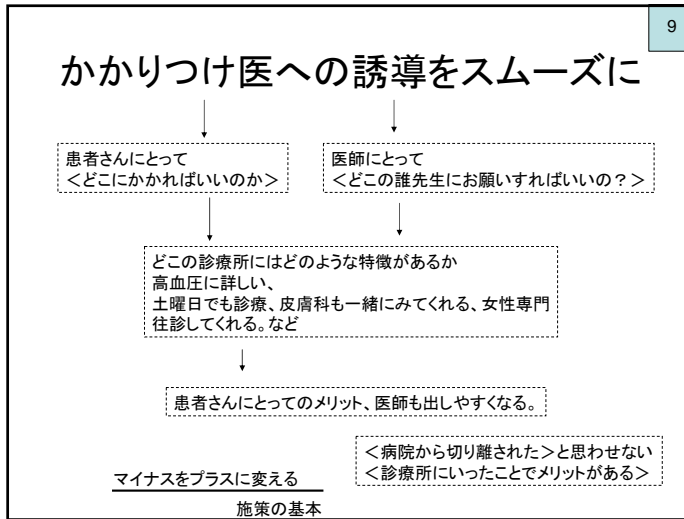 9
かかりつけ医への誘導をスムーズに
患者さんにとって
＜どこにかかればいいのか＞
医師にとって
＜どこの誰先生にお願いすればいいの？＞
どこの診療所にはどのような特徴があるか
高血圧に詳しい、
土曜日でも診療、皮膚科も一緒にみてくれる、女性専門
往診してくれる。など
患者さんにとってのメリット、医師も出しやすくなる。
＜病院から切り離された＞と思わせない
＜診療所にいったことでメリットがある＞
マイナスをプラスに変える
施策の基本